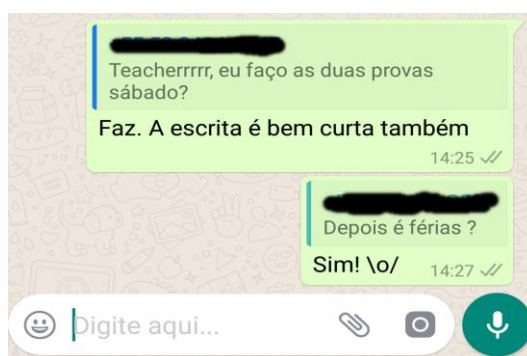 Teacherrrrr, eu faço as duas provas
sábado?
Faz. A escrita é bem curta também
14:25
Depois é férias ?
Sim! \o/
14:27
Digite aqui...